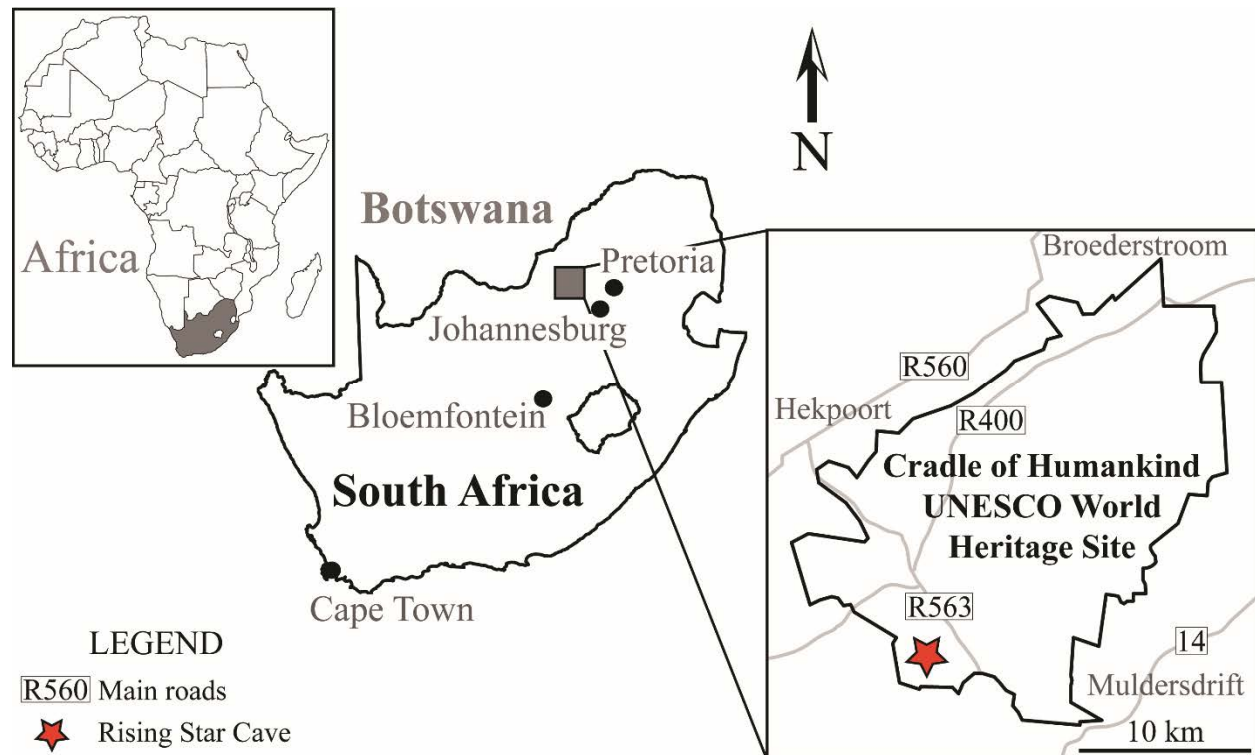 Africa
N
Botswana
Pretoria
Johannesburg
Bloemfontein
South Africa
Cape Town
LEGEND
R560 Main roads
Rising Star Cave
Broederstroom
R560
Hekpoort
R400
Cradle of Humankind
UNESCO World
Heritage Site
R563
14
Muldersdrift
10 km